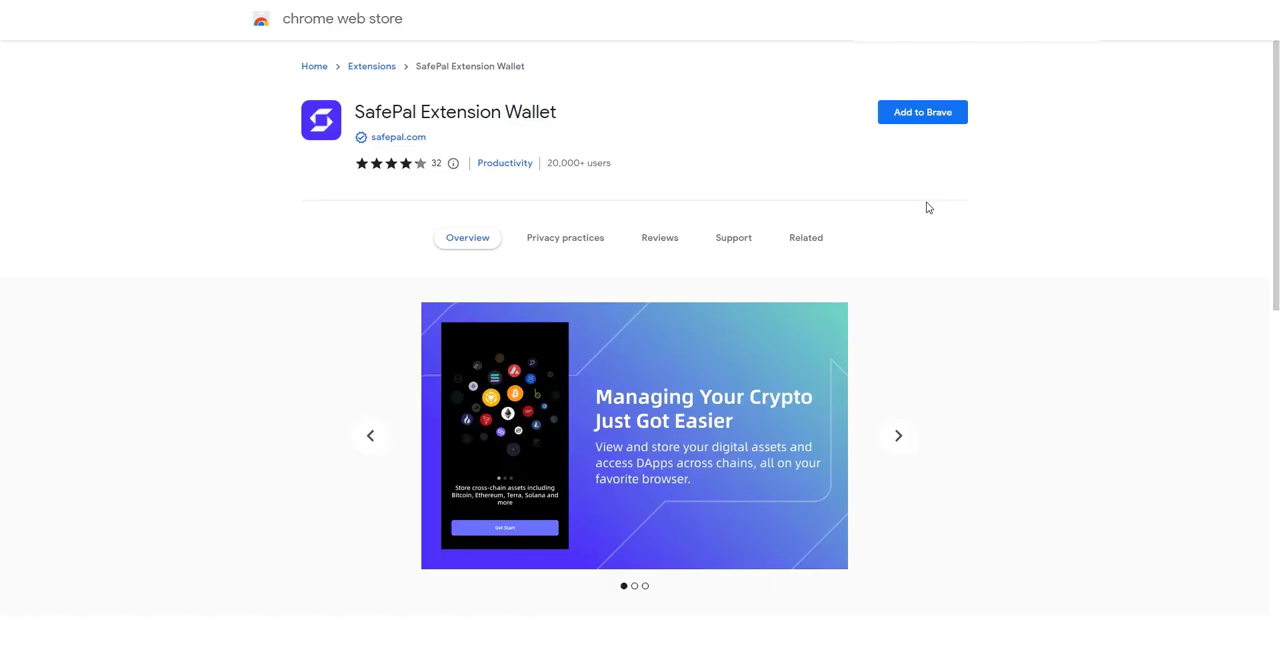 chrome web store
Home > Extensions > SafePal Extension Wallet
SafePal Extension Wallet
Add to Brave
safepal.com
32 Productivity 20,000+ users
Overview Privacy practices Reviews Support Related
Managing Your Crypto
Just Got Easier
View and store your digital assets and
access DApps across chains, all on your
favorite browser.
Store cross-chain assets including
Bitcoin, Ethereum, Terra, Solana and
more
Get Start